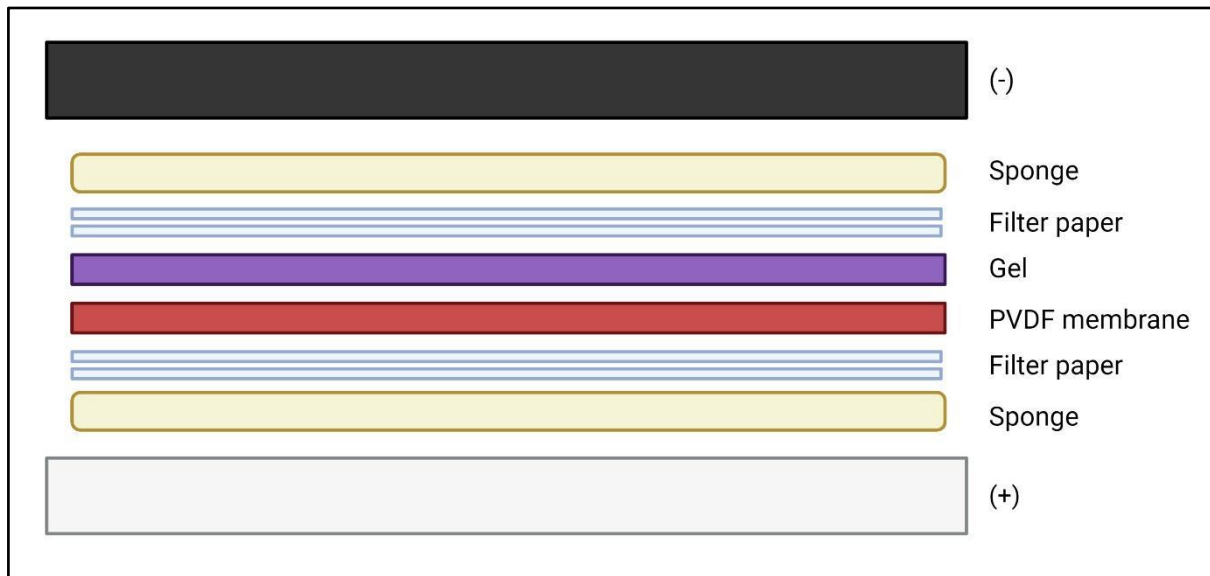 (-)
Sponge
Filter paper
Gel
PVDF membrane
Filter paper
Sponge
(+)